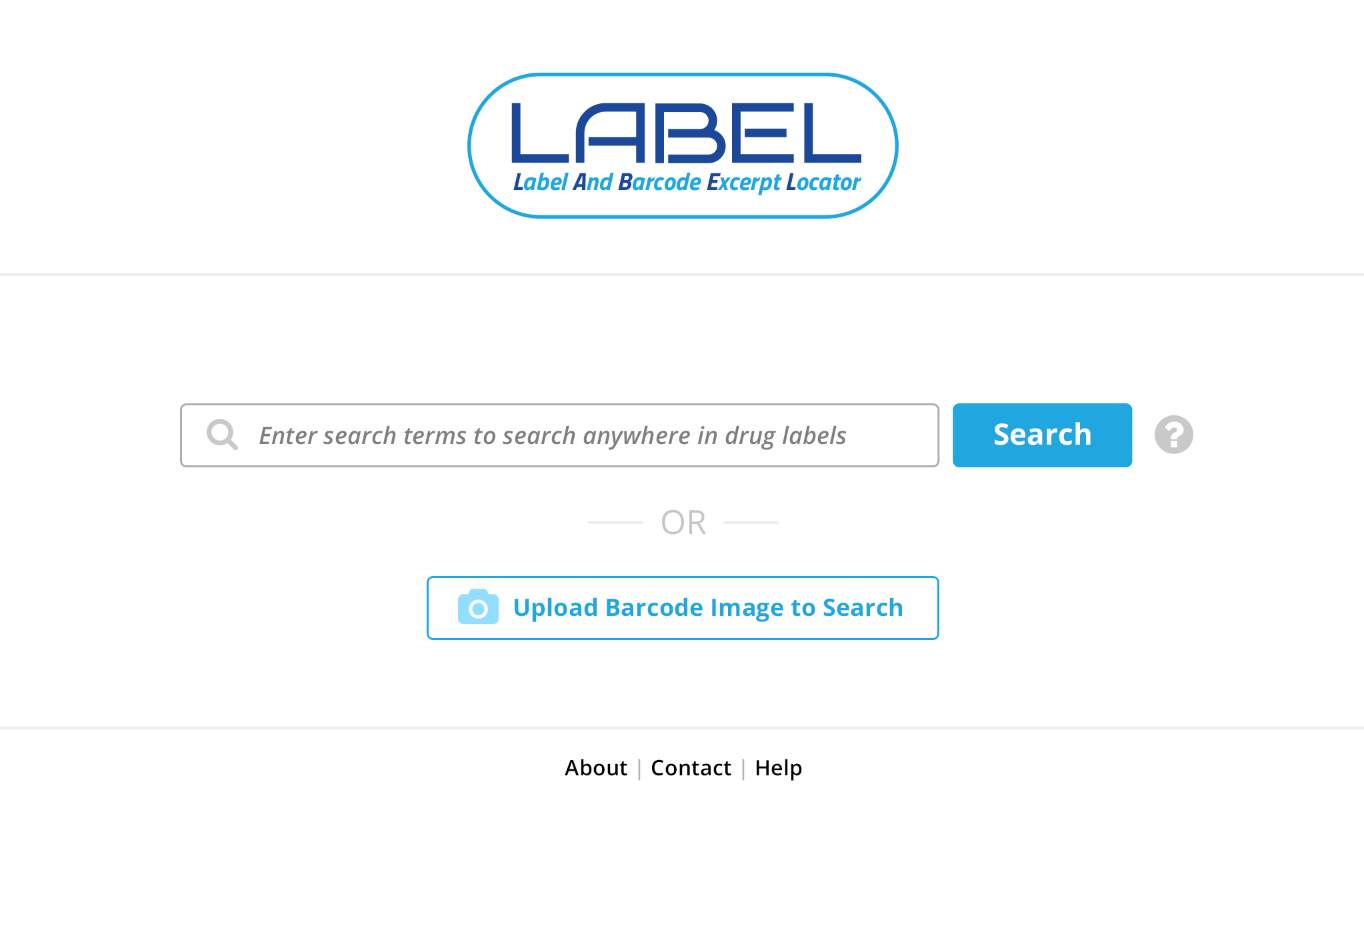 LABEL
Label And Barcode Excerpt Locator
Enter search terms to search anywhere in drug labels
Search
?
OR
Upload Barcode Image to Search
About | Contact | Help